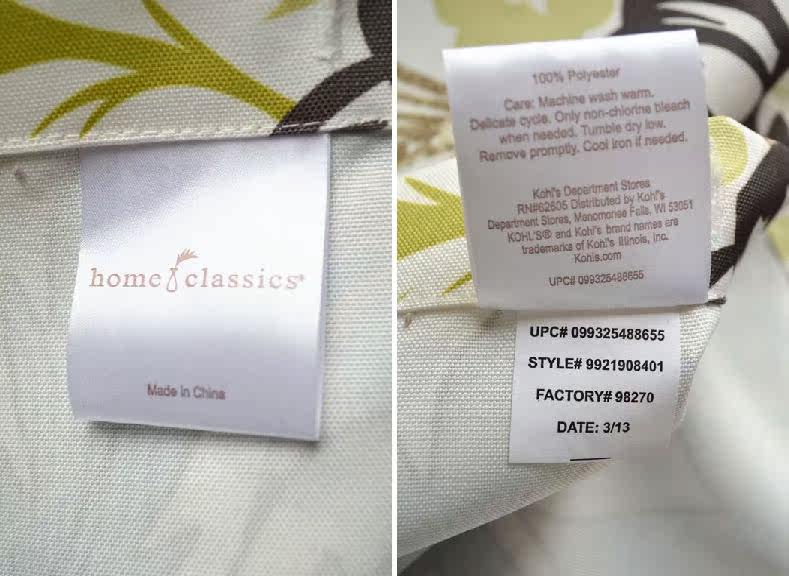 home classics®
Made In China
100% Polyester
Care: Machine wash warm.
Delicate cycle. Only non-chlorine bleach
when needed. Tumble dry low.
Remove promptly. Cool iron if needed.
Kohl's Department Stores
RN#62805 Distributed by Kohl's
Department Stores, Menomonee Falls, WI 53051
KOHL'S® and Kohl's brand names are
trademarks of Kohl's Illinois, Inc.
Kohls.com
UPC# 099325488655
UPC# 099325488655
STYLE# 9921908401
FACTORY# 98270
DATE: 3/13